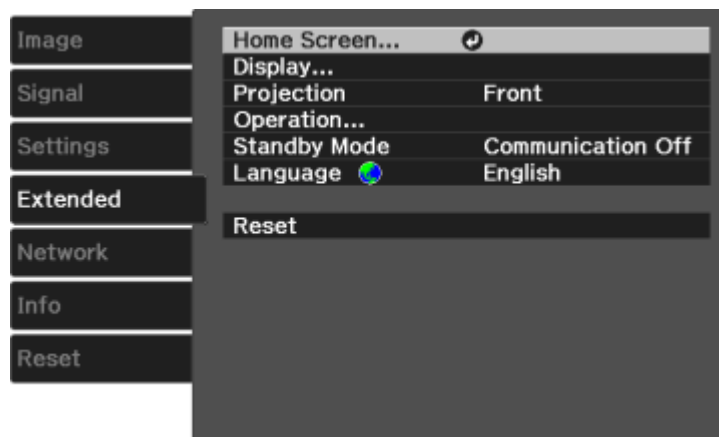 Image
Signal
Settings
Extended
Network
Info
Reset
Home Screen...
Display...
Projection Front
Operation...
Standby Mode Communication Off
Language English
Reset